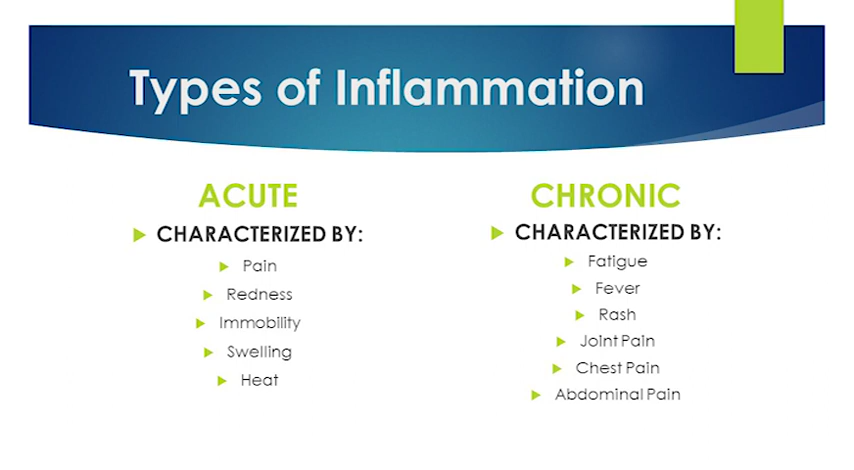 Types of Inflammation
ACUTE
CHARACTERIZED BY:
Pain
Redness
Immobility
Swelling
Heat
CHRONIC
CHARACTERIZED BY:
Fatigue
Fever
Rash
Joint Pain
Chest Pain
Abdominal Pain